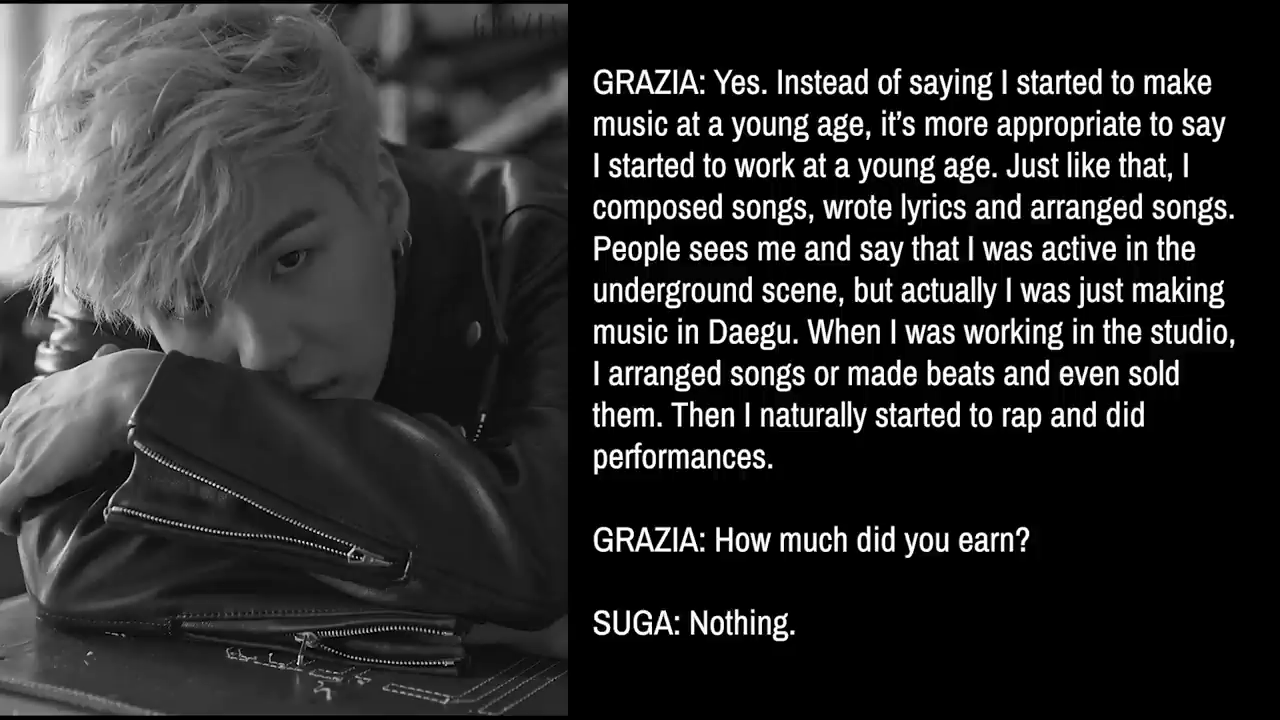 GRAZIA
GRAZIA: Yes. Instead of saying I started to make
music at a young age, it’s more appropriate to say
I started to work at a young age. Just like that, I
composed songs, wrote lyrics and arranged songs.
People sees me and say that I was active in the
underground scene, but actually I was just making
music in Daegu. When I was working in the studio,
I arranged songs or made beats and even sold
them. Then I naturally started to rap and did
performances.
GRAZIA: How much did you earn?
SUGA: Nothing.